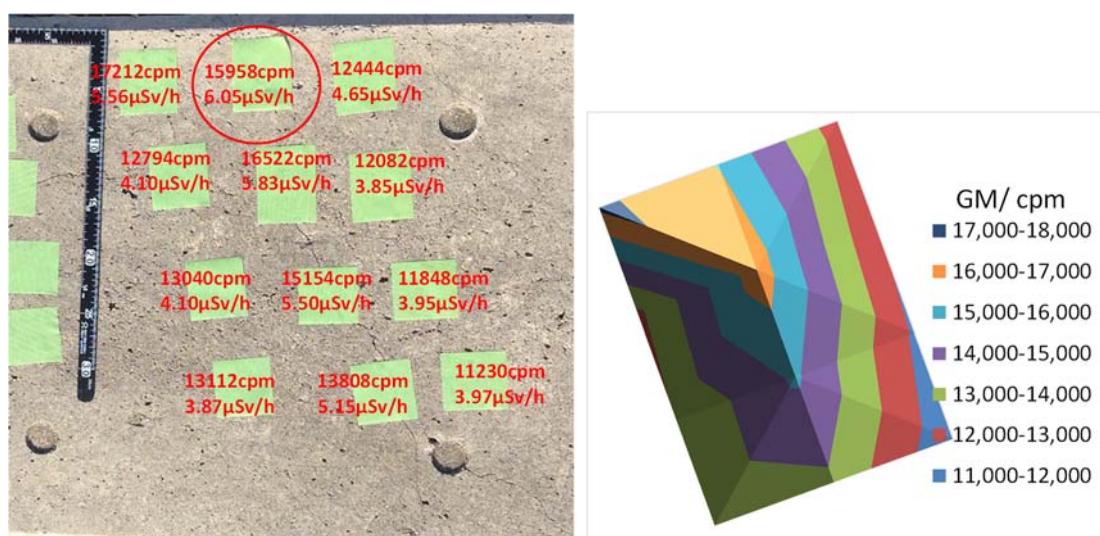 17212cpm
5.56µSv/h
15958cpm
6.05µSv/h
12444cpm
4.65µSv/h
12794cpm
4.10µSv/h
16522cpm
5.83µSv/h
12082cpm
3.85µSv/h
13040cpm
4.10µSv/h
15154cpm
5.50µSv/h
11848cpm
3.95µSv/h
13112cpm
3.87µSv/h
13808cpm
5.15µSv/h
11230cpm
3.97µSv/h
GM/ cpm
17,000-18,000
16,000-17,000
15,000-16,000
14,000-15,000
13,000-14,000
12,000-13,000
11,000-12,000